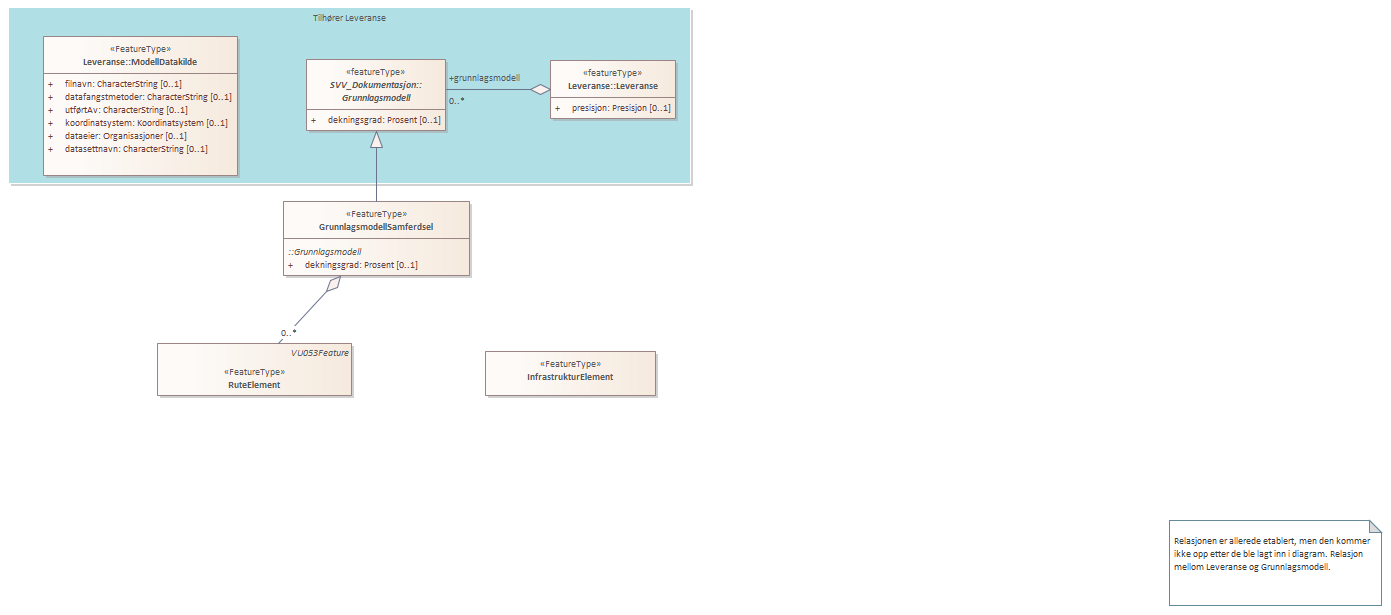 Tilhører Leveranse
«FeatureType»
Leveranse::ModellDatakilde
+ filnavn: CharacterString [0..1]
+ datafangstmetoder: CharacterString [0..1]
+ utførtAv: CharacterString [0..1]
+ koordinatsystem: Koordinatsystem [0..1]
+ dataeier: Organisasjoner [0..1]
+ datasettnavn: CharacterString [0..1]
«featureType»
SVV_Dokumentasjon::
Grunnlagsmodell
+ dekningsgrad: Prosent [0..1]
+grunnlagsmodell
0..*
«featureType»
Leveranse::Leveranse
+ presisjon: Presisjon [0..1]
«FeatureType»
GrunnlagsmodellSamferdsel
::Grunnlagsmodell
+ dekningsgrad: Prosent [0..1]
0..*
VU053Feature
«FeatureType»
RuteElement
«FeatureType»
InfrastrukturElement
Relasjonen er allerede etablert, men den kommer
ikke opp etter de ble lagt inn i diagram. Relasjon
mellom Leveranse og Grunnlagsmodell.